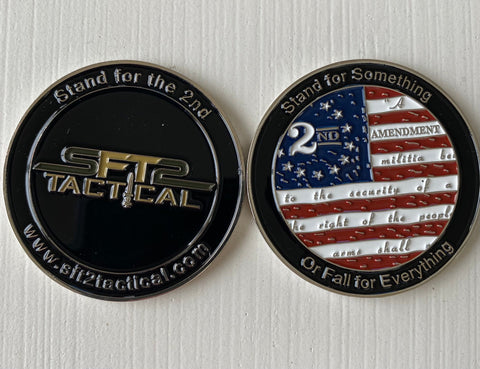 Stand for the 2nd
SFT2
TACTICAL
www.sft2tactical.com
Stand for Something
2ND
"A
AMENDMENT
militia be
to the security of a
he right of the people
arms shall
Or Fall for Everything